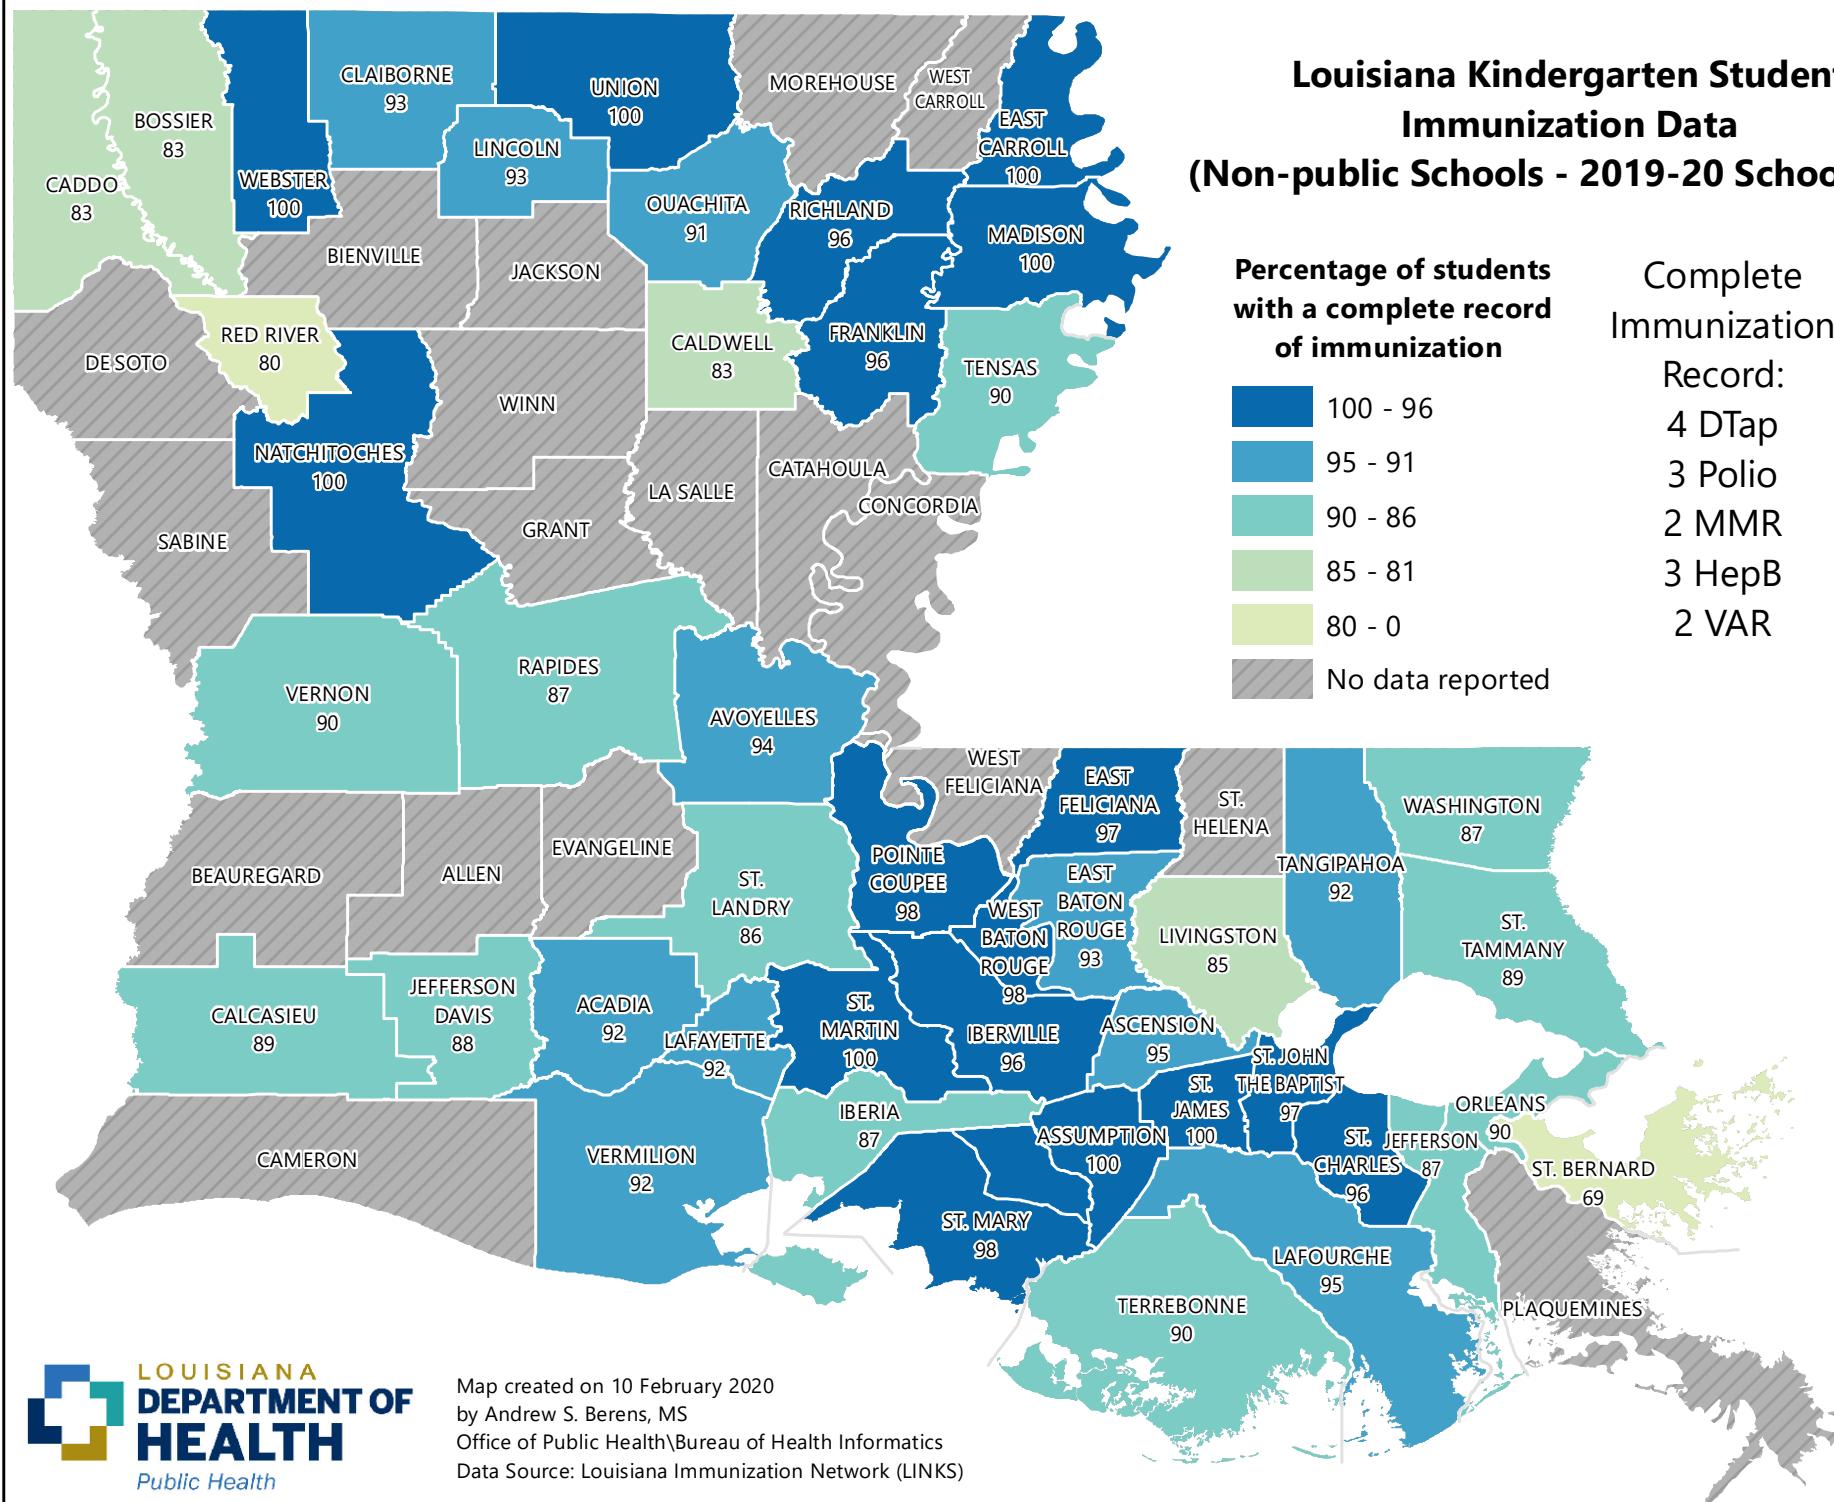 Louisiana Kindergarten Student
Immunization Data
(Non-public Schools - 2019-20 Schoo
Percentage of students
with a complete record
of immunization
100 - 96
95 - 91
90 - 86
85 - 81
80 - 0
No data reported
Complete
Immunization
Record:
4 DTap
3 Polio
2 MMR
3 HepB
2 VAR
CADDO
83
BOSSIER
83
WEBSTER
100
CLAIBORNE
93
LINCOLN
93
UNION
100
MOREHOUSE
WEST
CARROLL
EAST
CARROLL
100
OUACHITA
91
RICHLAND
96
MADISON
100
BIENVILLE
JACKSON
DE SOTO
RED RIVER
80
CALDWELL
83
FRANKLIN
96
TENSAS
90
WINN
NATCHITOCHES
100
SABINE
GRANT
LA SALLE
CATAHOULA
CONCORDIA
VERNON
90
RAPIDES
87
AVOYELLES
94
WEST
FELICIANA
EAST
FELICIANA
97
ST.
HELENA
TANGIPAHOA
92
WASHINGTON
87
BEAUREGARD
ALLEN
EVANGELINE
ST.
LANDRY
86
POINTE
COUPEE
98
WEST
BATON
ROUGE
98
EAST
BATON
ROUGE
93
LIVINGSTON
85
ST.
TAMMANY
89
CALCASIEU
89
JEFFERSON
DAVIS
88
ACADIA
92
LAFAYETTE
92
ST.
MARTIN
100
IBERVILLE
96
ASCENSION
95
ST. JOHN
THE BAPTIST
97
ST.
JAMES
100
ORLEANS
90
CAMERON
VERMILION
92
IBERIA
87
ASSUMPTION
100
ST.
CHARLES
96
JEFFERSON
87
ST. BERNARD
69
ST. MARY
98
LAFOURCHE
95
TERREBONNE
90
PLAQUEMINES
LOUISIANA
DEPARTMENT OF
HEALTH
Public Health
Map created on 10 February 2020
by Andrew S. Berens, MS
Office of Public Health\Bureau of Health Informatics
Data Source: Louisiana Immunization Network (LINKS)